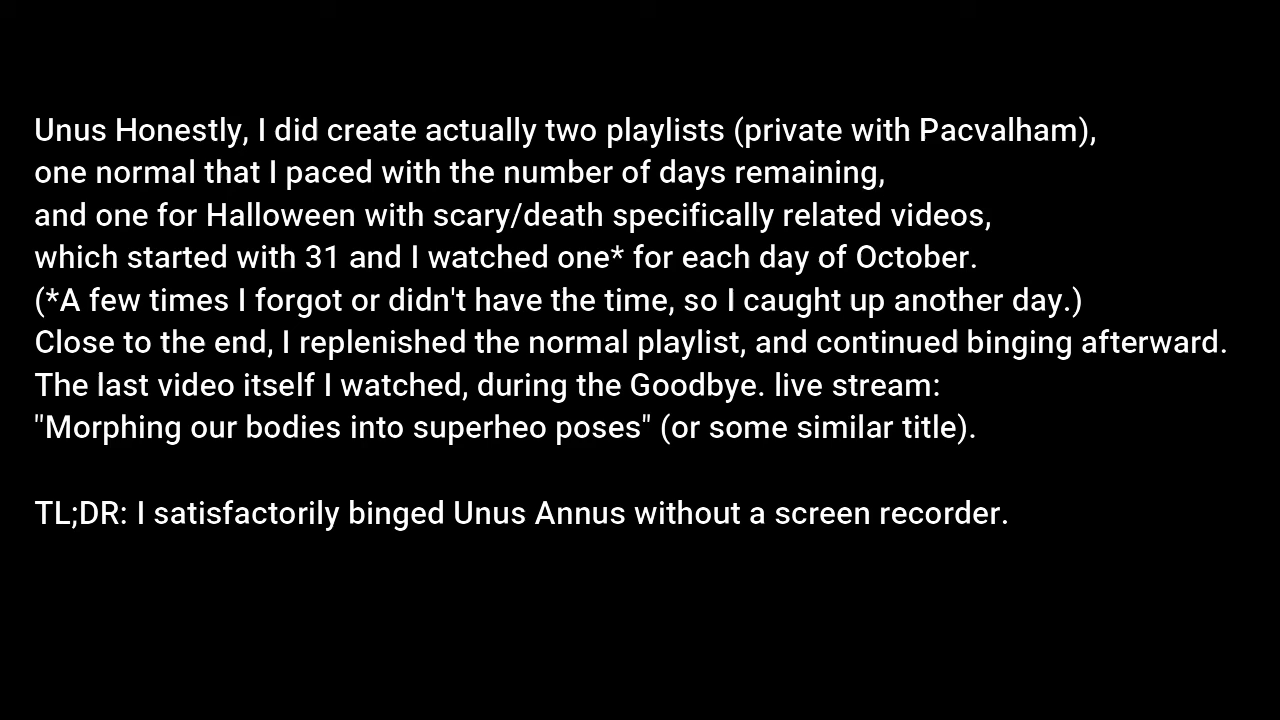 Unus Honestly, I did create actually two playlists (private with Pacvalham),
one normal that I paced with the number of days remaining,
and one for Halloween with scary/death specifically related videos,
which started with 31 and I watched one* for each day of October.
(*A few times I forgot or didn't have the time, so I caught up another day.)
Close to the end, I replenished the normal playlist, and continued binging afterward.
The last video itself I watched, during the Goodbye. live stream:
"Morphing our bodies into superheo poses" (or some similar title).

TL;DR: I satisfactorily binged Unus Annus without a screen recorder.